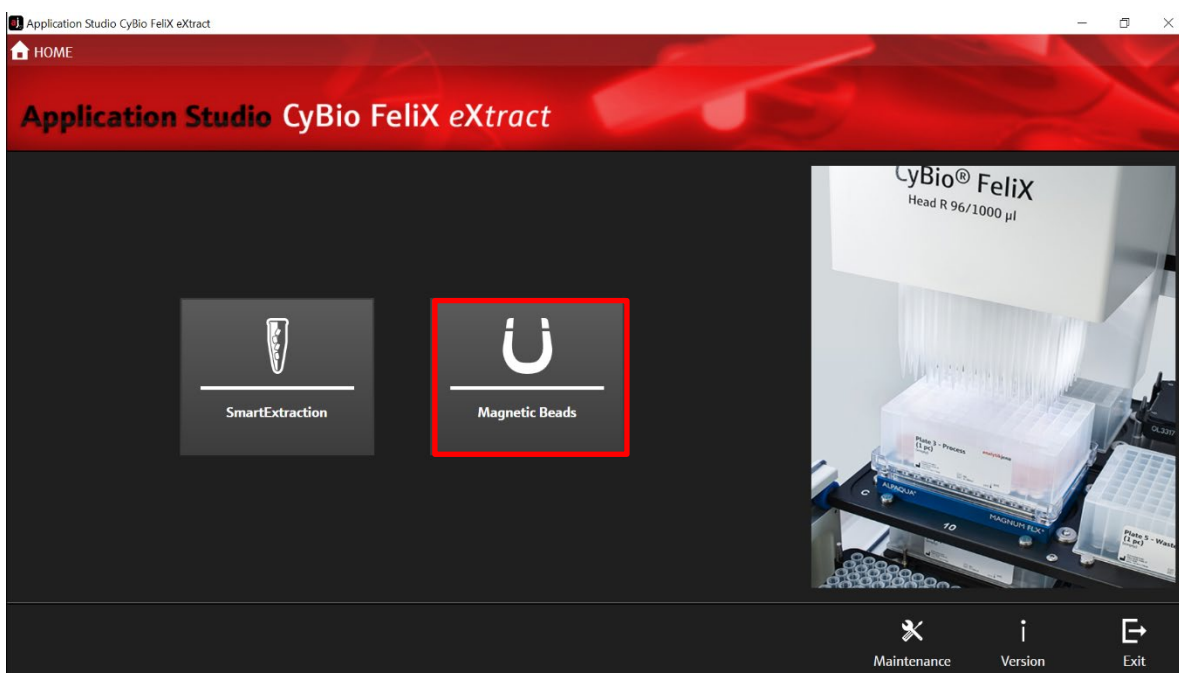 Application Studio CyBio FeliX eXtract
HOME
Application Studio CyBio FeliX eXtract
CyBio® FeliX
Head R 96/1000 µl
SmartExtraction
Magnetic Beads
Plate 3 - Process
(1 pc)
analytikjena
ALPAQUA
MAGNUM FLX
C
10
OL3317
Plate 5 - Waste
(1 pc)
Maintenance
Version
Exit